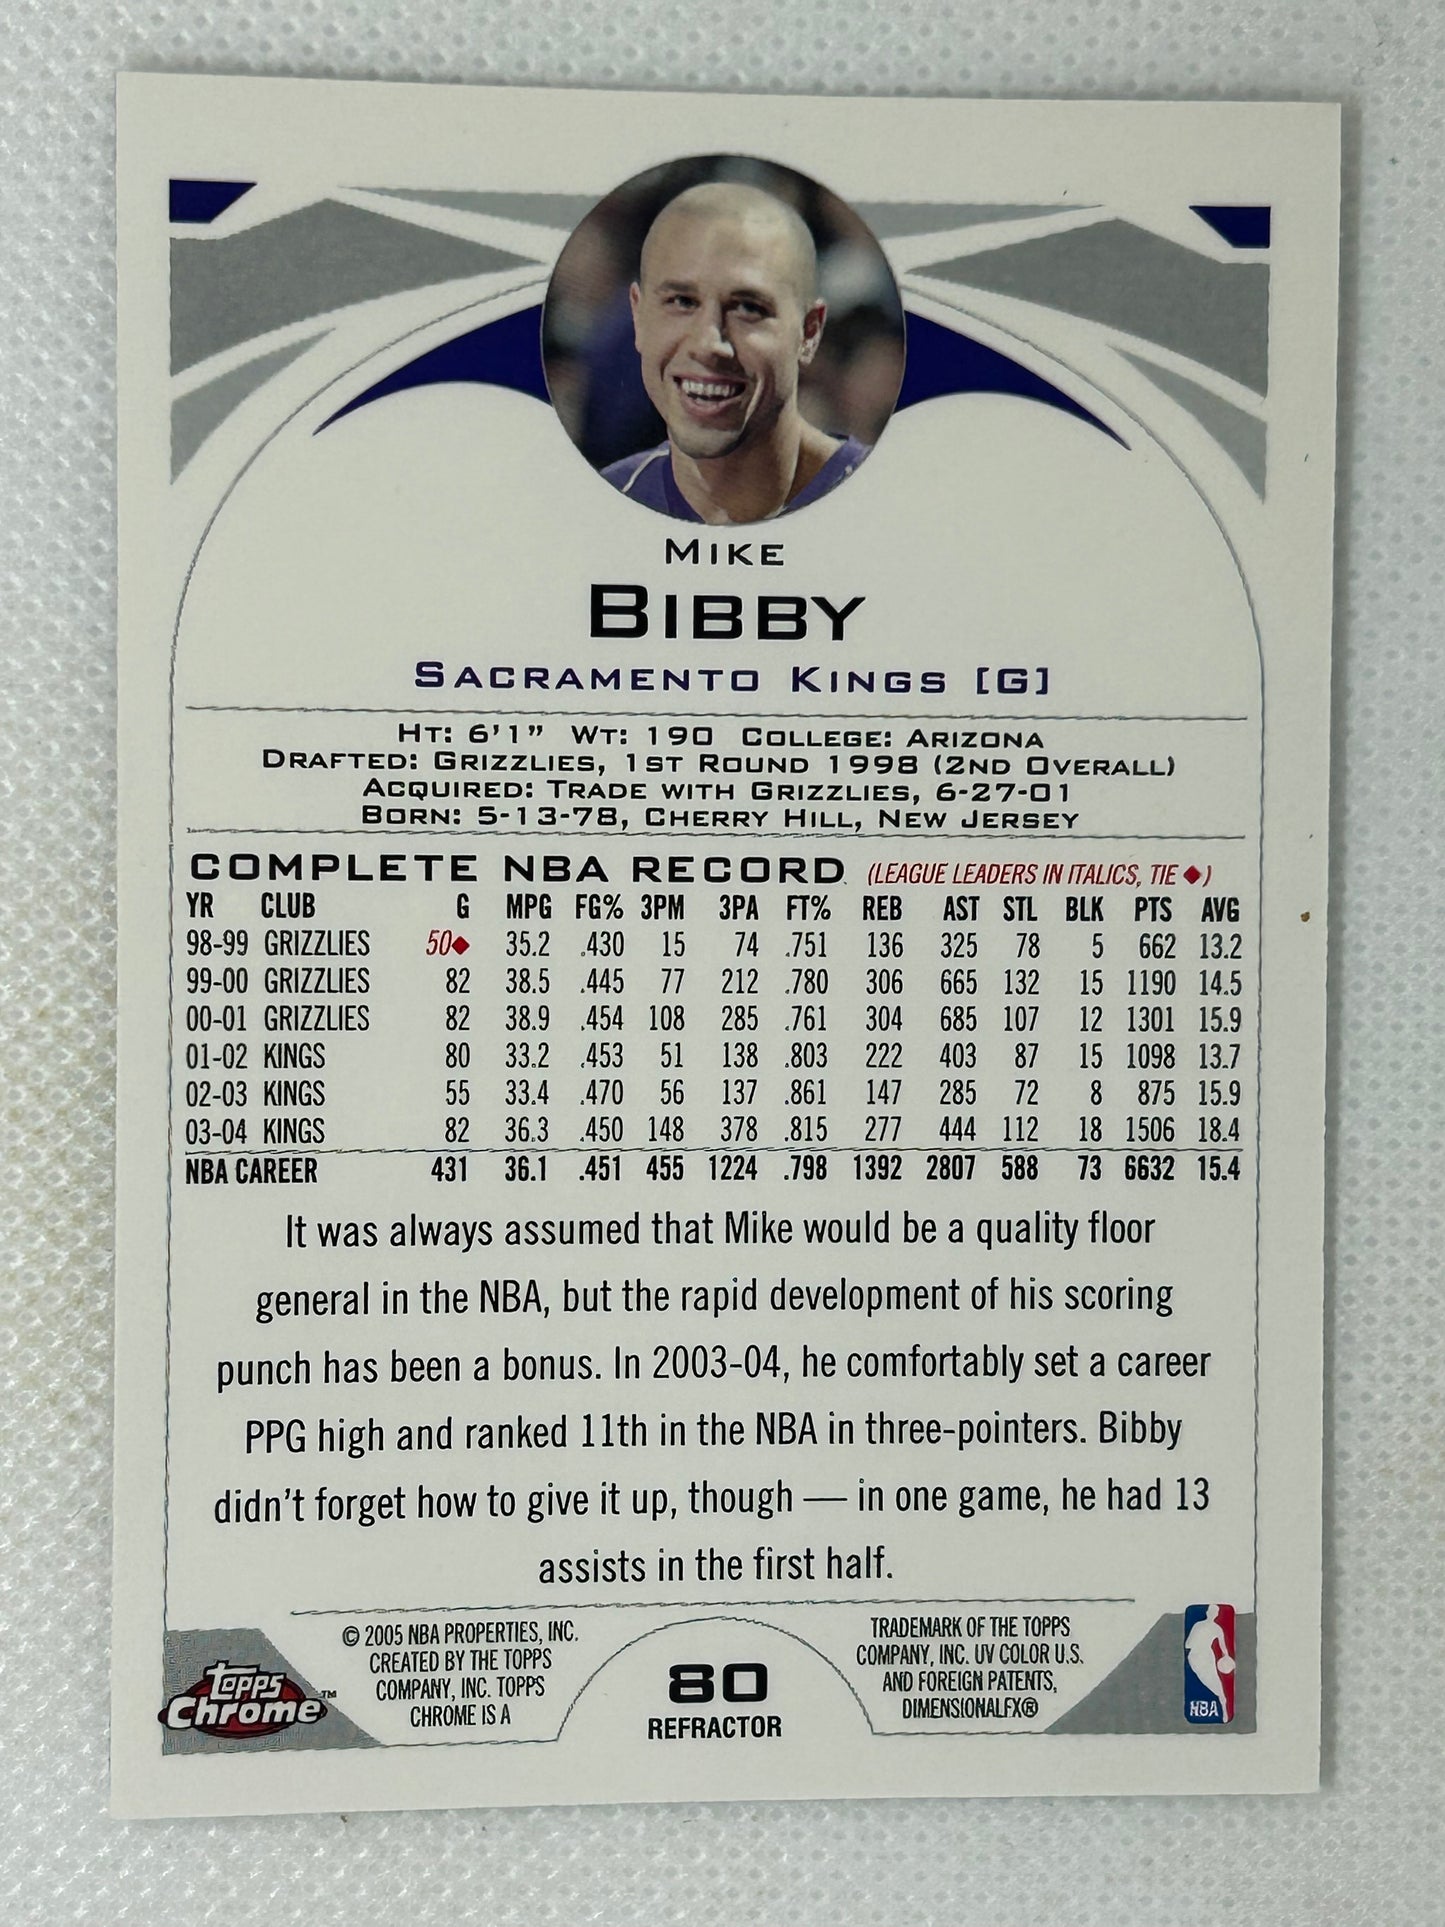 MIKE
BIBBY
SACRAMENTO KINGS [G]
HT: 6'1" WT: 190 COLLEGE: ARIZONA
DRAFTED: GRIZZLIES, 1ST ROUND 1998 (2ND OVERALL)
ACQUIRED: TRADE WITH GRIZZLIES, 6-27-01
BORN: 5-13-78, CHERRY HILL, NEW JERSEY
COMPLETE NBA RECORD (LEAGUE LEADERS IN ITALICS, TIE ◆)
YR CLUB G MPG FG% 3PM 3PA FT% REB AST STL BLK PTS AVG
98-99 GRIZZLIES 50◆ 35.2 .430 15 74 .751 136 325 78 5 662 13.2
99-00 GRIZZLIES 82 38.5 .445 77 212 .780 306 665 132 15 1190 14.5
00-01 GRIZZLIES 82 38.9 .454 108 285 .761 304 685 107 12 1301 15.9
01-02 KINGS 80 33.2 .453 51 138 .803 222 403 87 15 1098 13.7
02-03 KINGS 55 33.4 .470 56 137 .861 147 285 72 8 875 15.9
03-04 KINGS 82 36.3 .450 148 378 .815 277 444 112 18 1506 18.4
NBA CAREER 431 36.1 .451 455 1224 .798 1392 2807 588 73 6632 15.4
It was always assumed that Mike would be a quality floor
general in the NBA, but the rapid development of his scoring
punch has been a bonus. In 2003-04, he comfortably set a career
PPG high and ranked 11th in the NBA in three-pointers. Bibby
didn't forget how to give it up, though — in one game, he had 13
assists in the first half.
© 2005 NBA PROPERTIES, INC.
CREATED BY THE TOPPS
COMPANY, INC. TOPPS
CHROME IS A
TRADEMARK OF THE TOPPS
COMPANY, INC. UV COLOR U.S.
AND FOREIGN PATENTS,
DIMENSIONALFX®
Topps
Chrome™
80
REFRACTOR
NBA